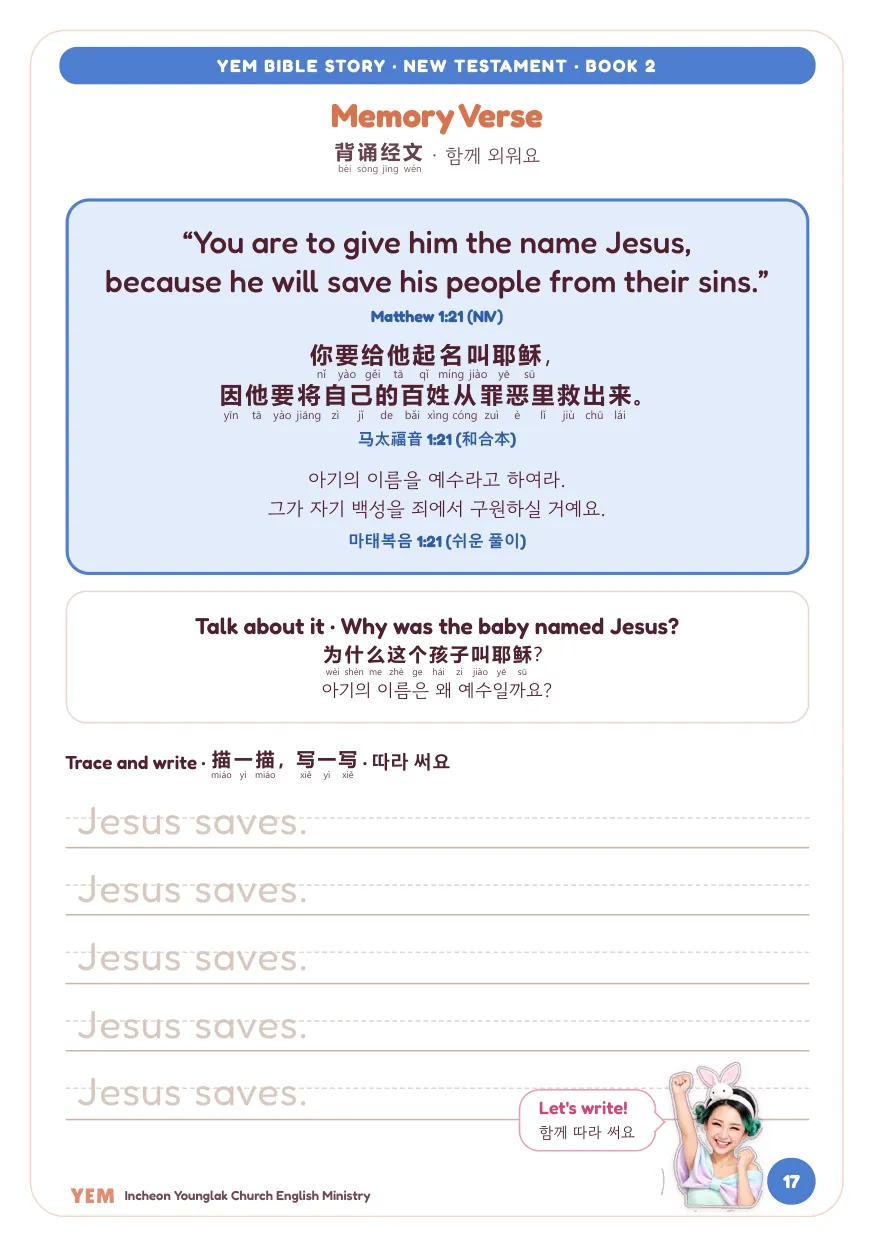 YEM BIBLE STORY · NEW TESTAMENT · BOOK 2
Memory Verse
背诵经文 · 함께 외워요
bèi sòng jīng wén
“You are to give him the name Jesus,
because he will save his people from their sins.”
Matthew 1:21 (NIV)
你要给他起名叫耶稣，
nǐ yào gěi tā qǐ míng jiào yē sū
因他要将自己的百姓从罪恶里救出来。
yīn tā yào jiāng zì jǐ de bǎi xìng cóng zuì è lǐ jiù chū lái
马太福音 1:21 (和合本)
아기의 이름을 예수라고 하여라.
그가 자기 백성을 죄에서 구원하실 거예요.
마태복음 1:21 (쉬운 풀이)
Talk about it · Why was the baby named Jesus?
为什么这个孩子叫耶稣?
wèi shén me zhè ge hái zi jiào yē sū
아기의 이름은 왜 예수일까요?
Trace and write · 描一描，写一写 · 따라 써요
miáo yì miáo xiě yì xiě
Jesus saves.
Jesus saves.
Jesus saves.
Jesus saves.
Jesus saves.
Let's write!
함께 따라 써요
YEM Incheon Younglak Church English Ministry
17